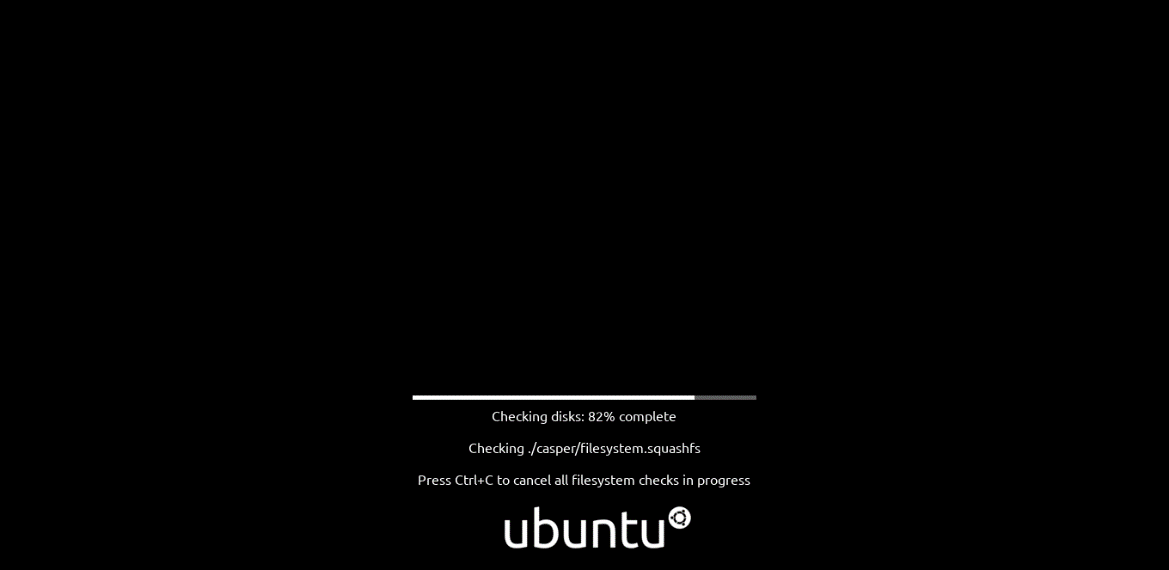 Checking disks: 82% complete
Checking ./casper/filesystem.squashfs
Press Ctrl+C to cancel all filesystem checks in progress
ubuntu